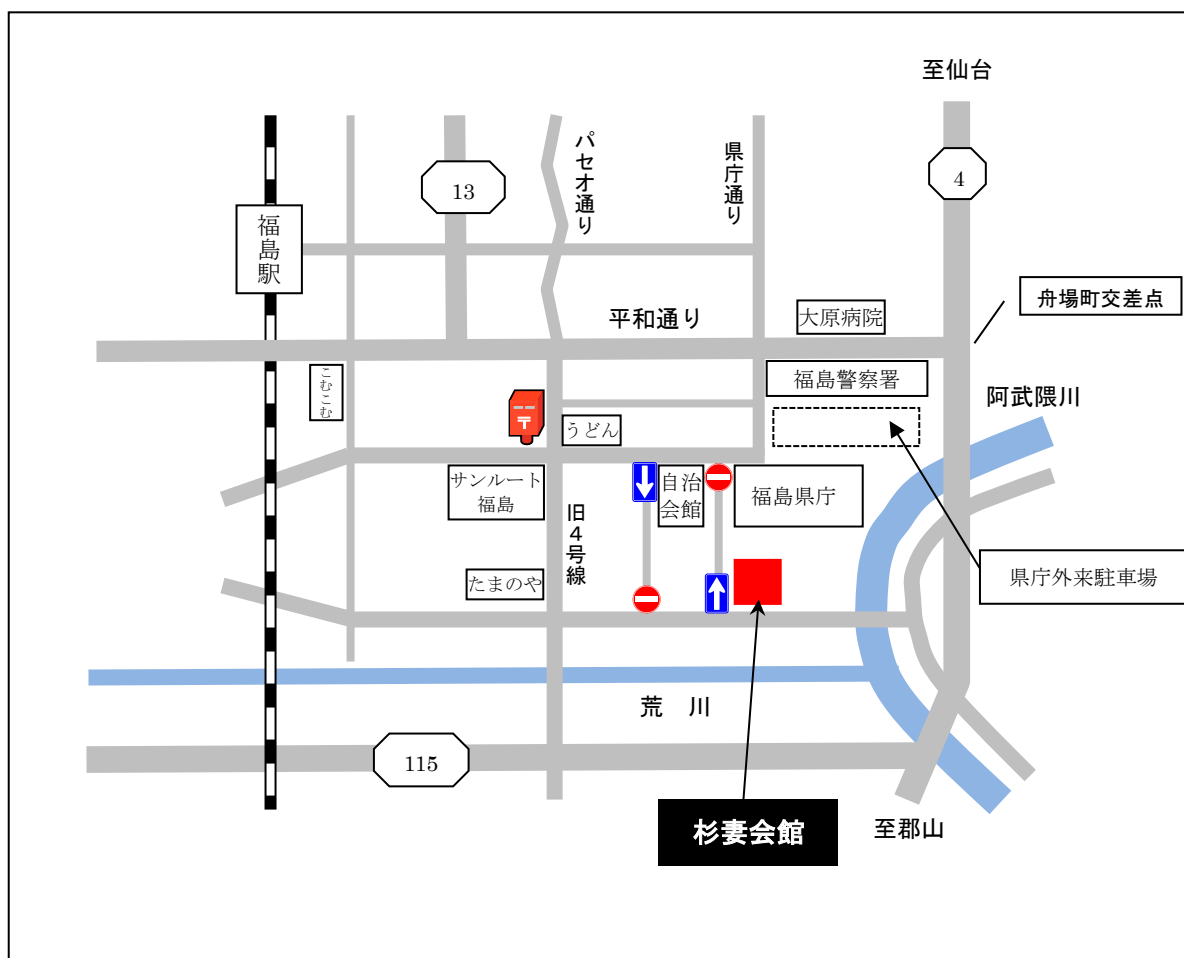 至仙台
パセオ通り
県庁通り
13
4
福島駅
舟場町交差点
大原病院
平和通り
こむこむ
福島警察署
阿武隈川
〒
うどん
サンルート
福島
自治
会館
福島県庁
旧４号線
たまのや
県庁外来駐車場
荒　川
115
杉妻会館
至郡山